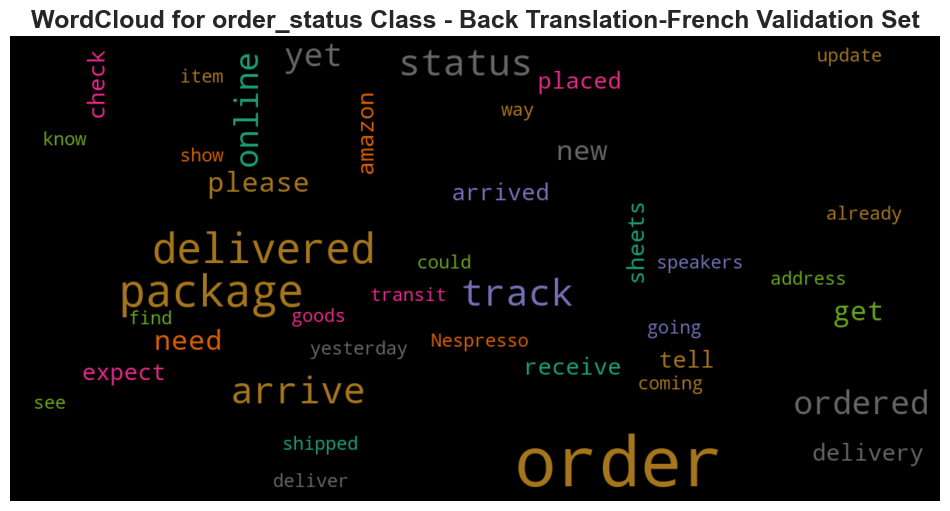 WordCloud for order_status Class - Back Translation-French Validation Set
yet
status
update
check
item
online
placed
amazon
way
know
show
new
please
arrived
sheets
already
delivered
could
speakers
package
transit
track
address
find
goods
get
need
yesterday
Nespresso
going
expect
receive
tell
coming
see
arrive
ordered
shipped
delivery
order
deliver